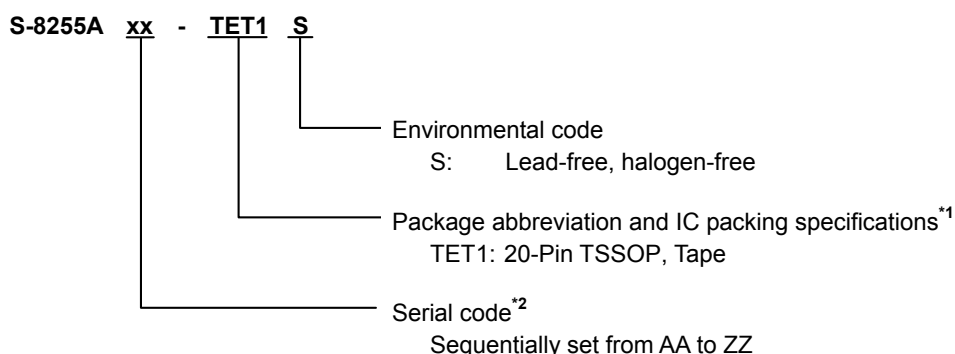 S-8255A xx - TET1 S
Environmental code
S: Lead-free, halogen-free
Package abbreviation and IC packing specifications*1
TET1: 20-Pin TSSOP, Tape
Serial code*2
Sequentially set from AA to ZZ